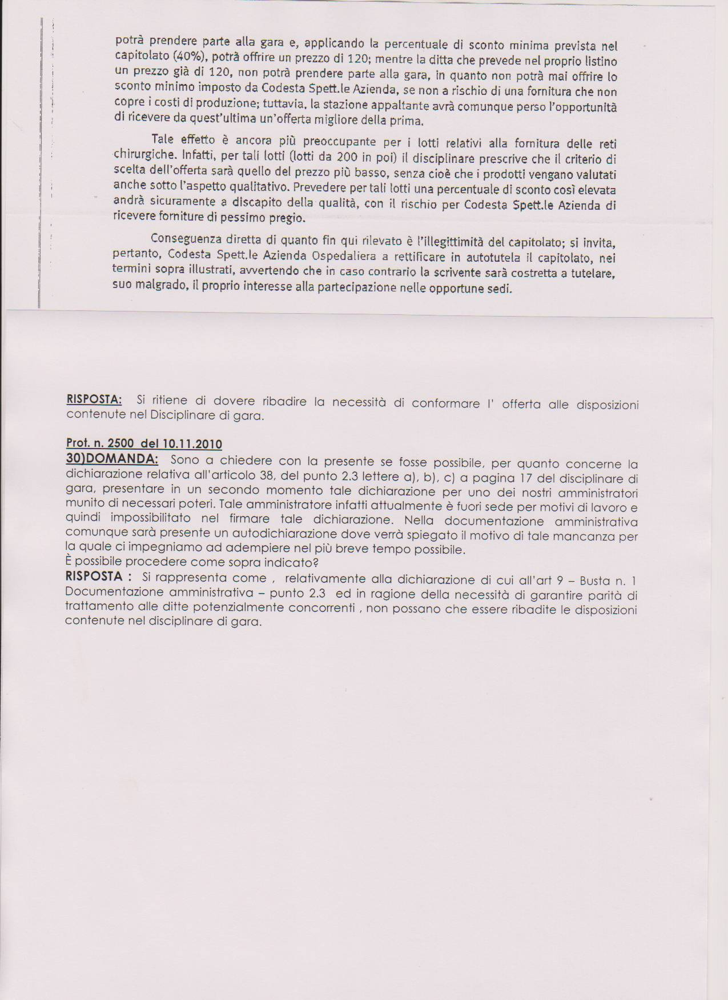 potrà prendere parte alla gara e, applicando la percentuale di sconto minima prevista nel
capitolato (40%), potrà offrire un prezzo di 120; mentre la ditta che prevede nel proprio listino
un prezzo già di 120, non potrà prendere parte alla gara, in quanto non potrà mai offrire lo
sconto minimo imposto da Codesta Spett.le Azienda, se non a rischio di una fornitura che non
copre i costi di produzione; tuttavia, la stazione appaltante avrà comunque perso l'opportunità
di ricevere da quest'ultima un'offerta migliore della prima.
Tale effetto è ancora più preoccupante per i lotti relativi alla fornitura delle reti
chirurgiche. Infatti, per tali lotti (lotti da 200 in poi) il disciplinare prescrive che il criterio di
scelta dell'offerta sarà quello del prezzo più basso, senza cioè che i prodotti vengano valutati
anche sotto l'aspetto qualitativo. Prevedere per tali lotti una percentuale di sconto così elevata
andrà sicuramente a discapito della qualità, con il rischio per Codesta Spett.le Azienda di
ricevere forniture di pessimo pregio.
Conseguenza diretta di quanto fin qui rilevato è l'illegittimità del capitolato; si invita,
pertanto, Codesta Spett.le Azienda Ospedaliera a rettificare in autotutela il capitolato, nei
termini sopra illustrati, avvertendo che in caso contrario la scrivente sarà costretta a tutelare,
suo malgrado, il proprio interesse alla partecipazione nelle opportune sedi.
RISPOSTA: Si ritiene di dovere ribadire la necessità di conformare l' offerta alle disposizioni
contenute nel Disciplinare di gara.
Prot. n. 2500 del 10.11.2010
30)DOMANDA: Sono a chiedere con la presente se fosse possibile, per quanto concerne la
dichiarazione relativa all'articolo 38, del punto 2.3 lettere a), b), c) a pagina 17 del disciplinare di
gara, presentare in un secondo momento tale dichiarazione per uno dei nostri amministratori
munito di necessari poteri. Tale amministratore infatti attualmente è fuori sede per motivi di lavoro e
quindi impossibilitato nel firmare tale dichiarazione. Nella documentazione amministrativa
comunque sarà presente un autodichiarazione dove verrà spiegato il motivo di tale mancanza per
la quale ci impegniamo ad adempiere nel più breve tempo possibile.
È possibile procedere come sopra indicato?
RISPOSTA : Si rappresenta come , relativamente alla dichiarazione di cui all'art 9 – Busta n. 1
Documentazione amministrativa – punto 2.3 ed in ragione della necessità di garantire parità di
trattamento alle ditte potenzialmente concorrenti , non possano che essere ribadite le disposizioni
contenute nel disciplinare di gara.